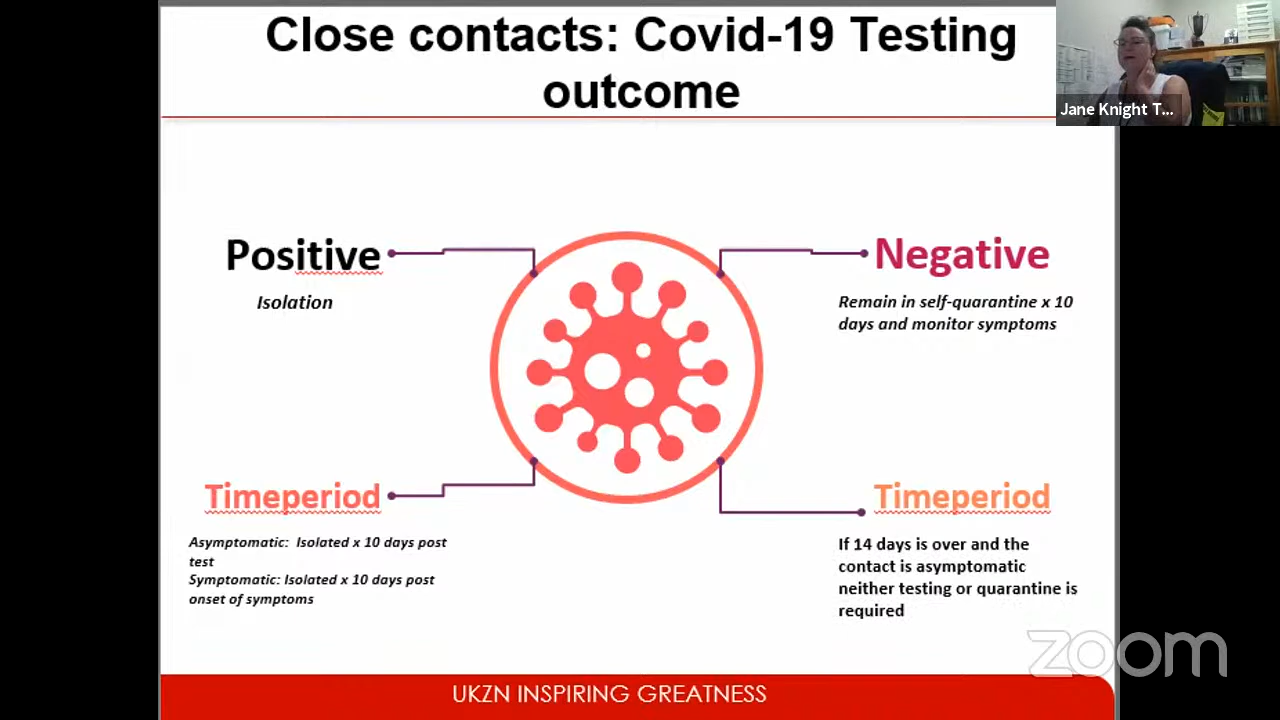 Close contacts: Covid-19 Testing
outcome
Jane Knight T...
Positive
Isolation
Negative
Remain in self-quarantine x 10
days and monitor symptoms
Timeperiod
Asymptomatic: Isolated x 10 days post
test
Symptomatic: Isolated x 10 days post
onset of symptoms
Timeperiod
If 14 days is over and the
contact is asymptomatic
neither testing or quarantine is
required
zoom
UKZN INSPIRING GREATNESS